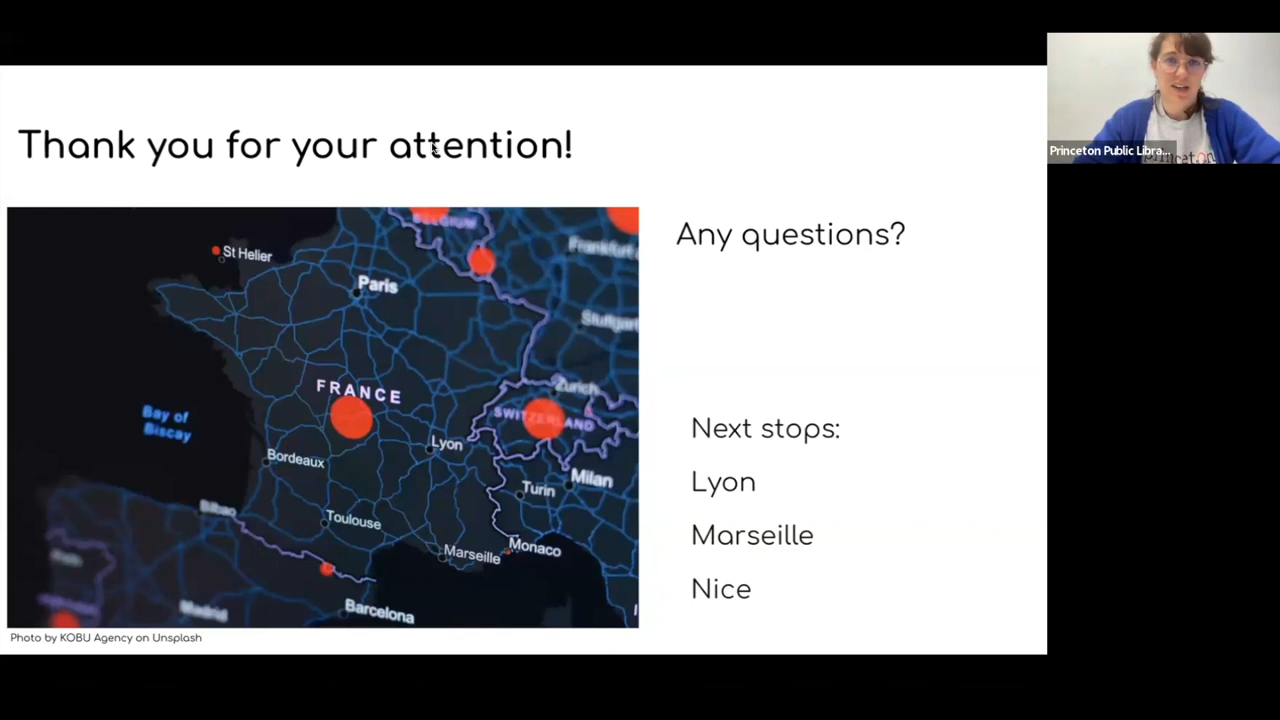 Thank you for your attention!
Princeton Public Libra...
Any questions?
BELGIUM
St Helier
Frankfurt
Paris
Stuttgart
Zurich
FRANCE
SWITZERLAND
Bay of
Biscay
Lyon
Bordeaux
Milan
Turin
Bilbao
Toulouse
Monaco
Marseille
Madrid
Barcelona
Next stops:
Lyon
Marseille
Nice
Photo by KOBU Agency on Unsplash